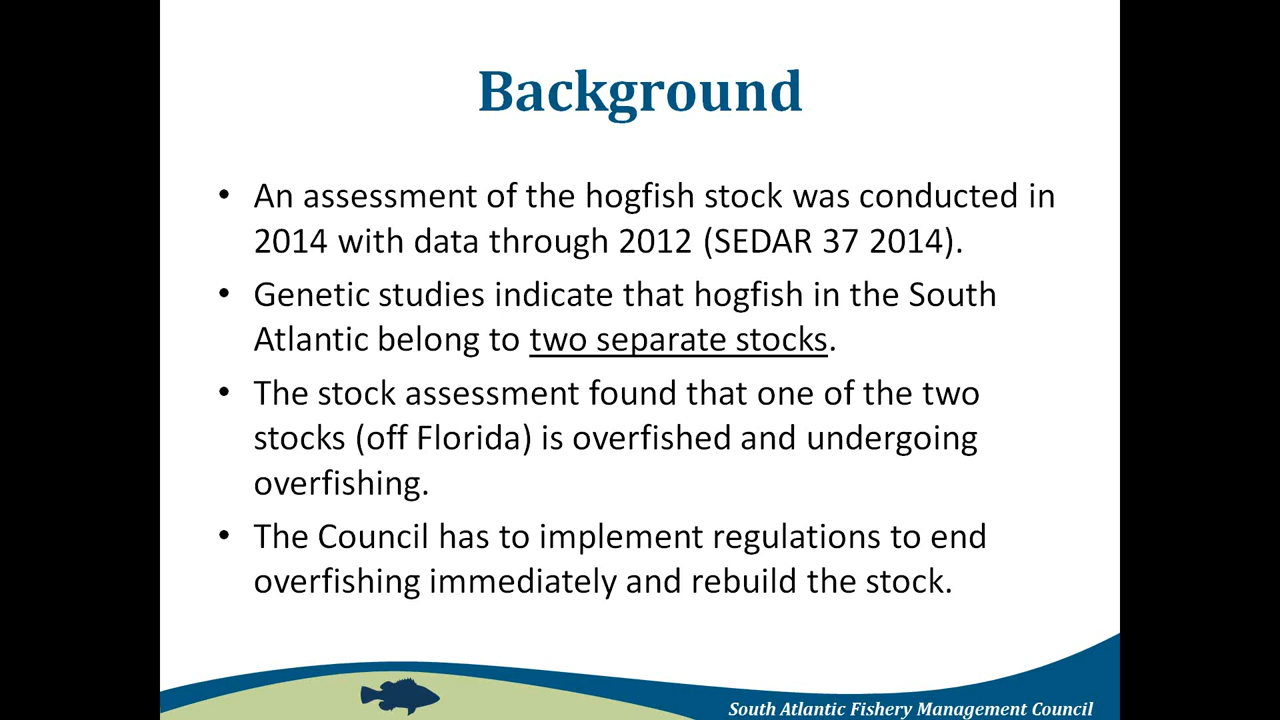 Background
• An assessment of the hogfish stock was conducted in
2014 with data through 2012 (SEDAR 37 2014).
• Genetic studies indicate that hogfish in the South
Atlantic belong to two separate stocks.
• The stock assessment found that one of the two
stocks (off Florida) is overfished and undergoing
overfishing.
• The Council has to implement regulations to end
overfishing immediately and rebuild the stock.
South Atlantic Fishery Management Council